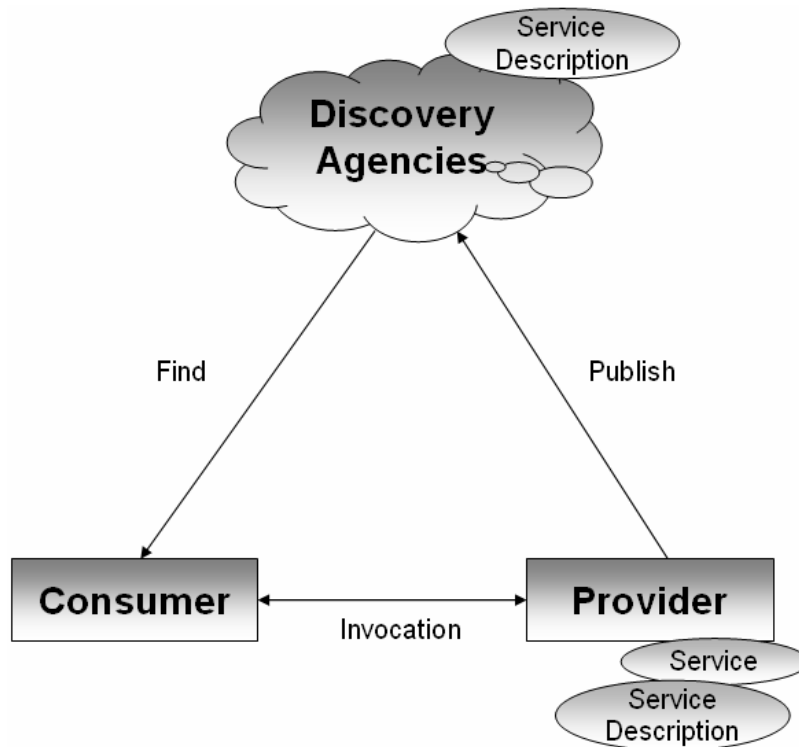 Service
Description
Discovery
Agencies
Find
Publish
Consumer
Provider
Invocation
Service
Service
Description